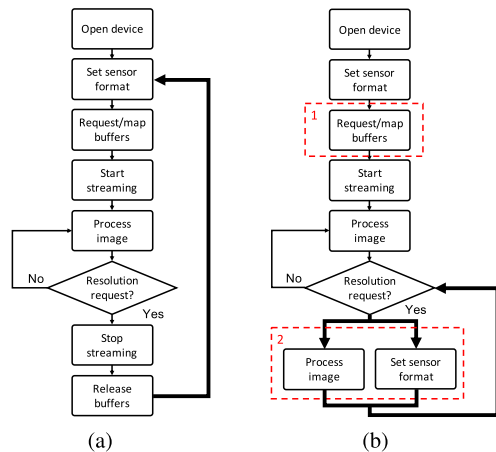 Open device
Set sensor
format
Request/map
buffers
Start
streaming
Process
image
Resolution
request?
No
Yes
Stop
streaming
Release
buffers
(a)
Open device
Set sensor
format
1
Request/map
buffers
Start
streaming
Process
image
Resolution
request?
No
Yes
2
Process
image
Set sensor
format
(b)